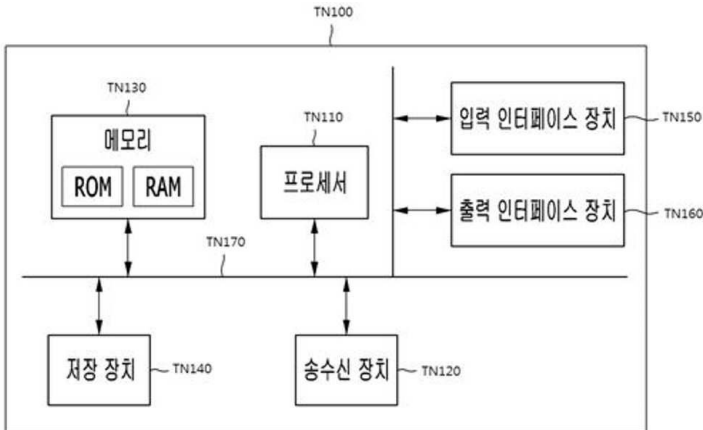 TN100
TN130
메모리
ROM RAM
TN110
프로세서
입력 인터페이스 장치
TN150
출력 인터페이스 장치
TN160
TN170
저장 장치
TN140
송수신 장치
TN120